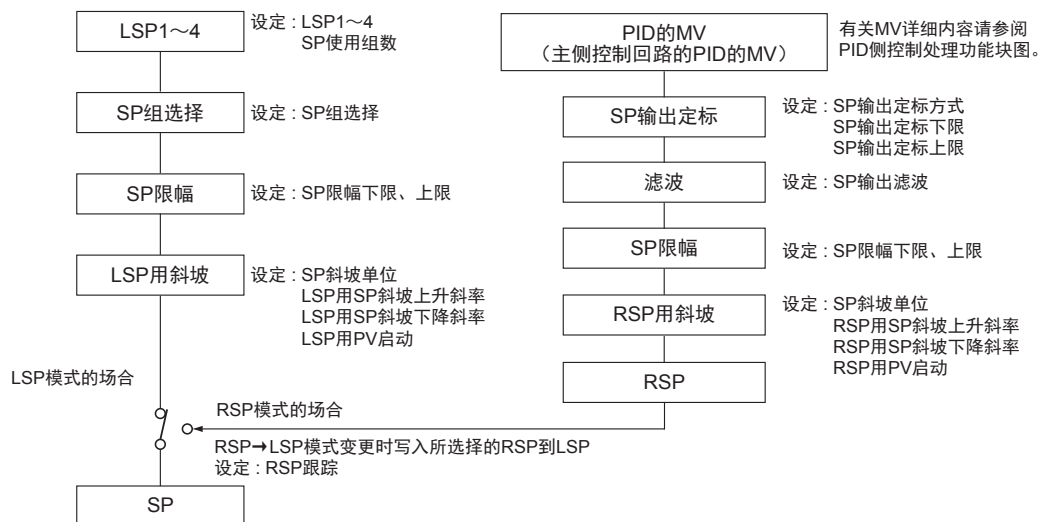 LSP1～4
设定 : LSP1～4
SP使用组数
SP组选择
设定 : SP组选择
SP限幅
设定 : SP限幅下限、上限
LSP用斜坡
设定 : SP斜坡单位
LSP用SP斜坡上升斜率
LSP用SP斜坡下降斜率
LSP用PV启动
LSP模式的场合
PID的MV
（主侧控制回路的PID的MV）
有关MV详细内容请参阅
PID侧控制处理功能块图。
SP输出定标
设定 : SP输出定标方式
SP输出定标下限
SP输出定标上限
滤波
设定 : SP输出滤波
SP限幅
设定 : SP限幅下限、上限
RSP用斜坡
设定 : SP斜坡单位
RSP用SP斜坡上升斜率
RSP用SP斜坡下降斜率
RSP用PV启动
RSP
RSP模式的场合
RSP→LSP模式变更时写入所选择的RSP到LSP
设定 : RSP跟踪
SP